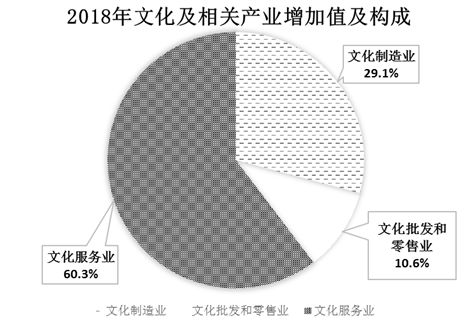 2018年文化及相关产业增加值及构成
文化制造业
29.1%
文化批发和
零售业
10.6%
文化服务业
60.3%
文化制造业 文化批发和零售业 文化服务业